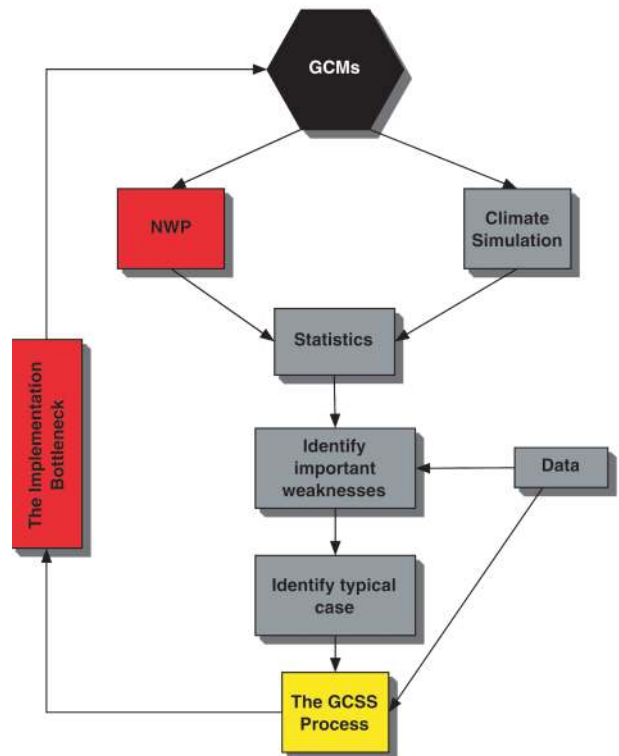 GCMs
NWP
Climate
Simulation
Statistics
Identify
important
weaknesses
Data
The Implementation
Bottleneck
Identify typical
case
The GCSS
Process